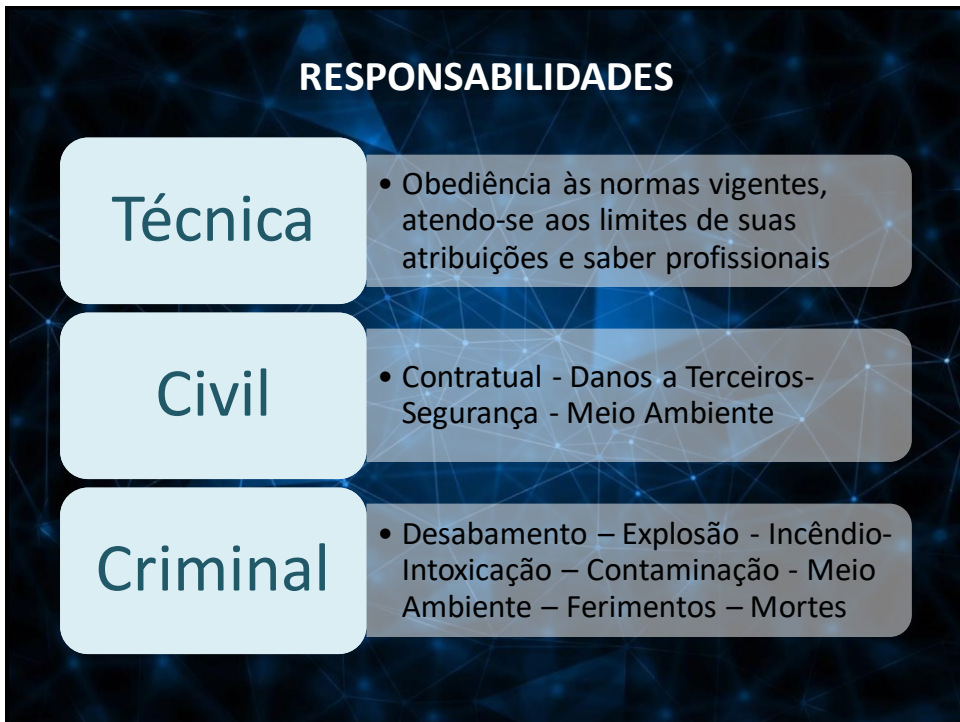 RESPONSABILIDADES
Técnica
• Obediência às normas vigentes,
atendo-se aos limites de suas
atribuições e saber profissionais
Civil
• Contratual - Danos a Terceiros-
Segurança - Meio Ambiente
Criminal
• Desabamento – Explosão - Incêndio-
Intoxicação – Contaminação - Meio
Ambiente – Ferimentos – Mortes